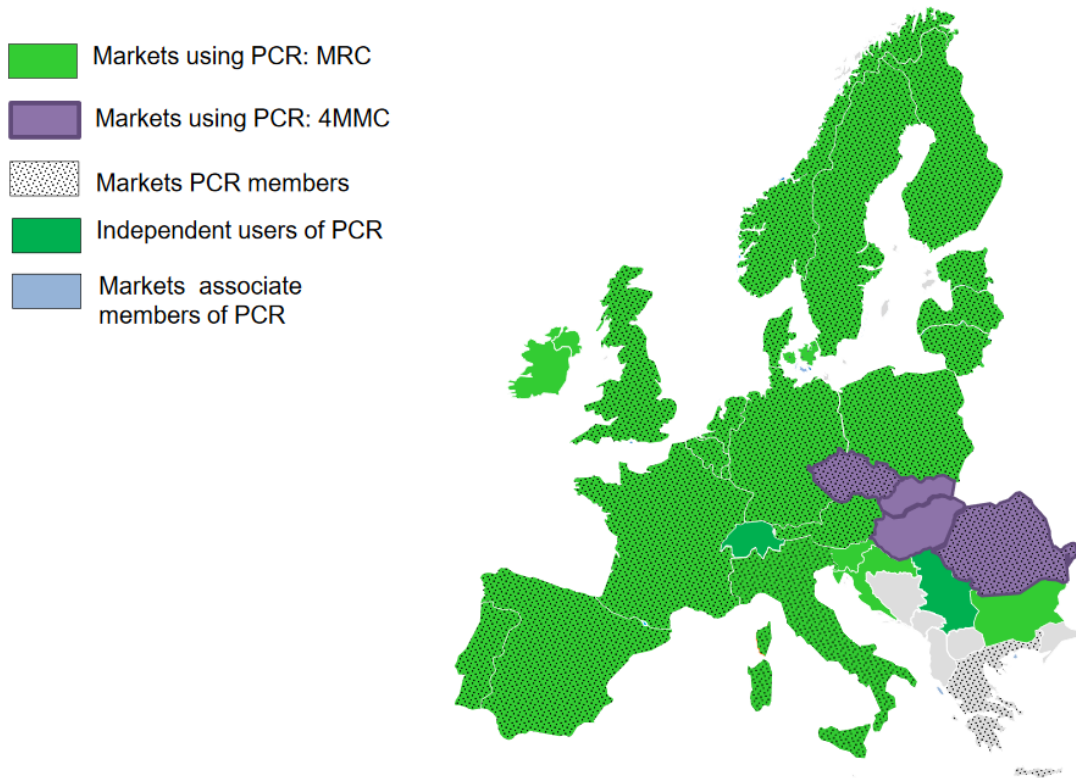 Markets using PCR: MRC
Markets using PCR: 4MMC
Markets PCR members
Independent users of PCR
Markets associate
members of PCR